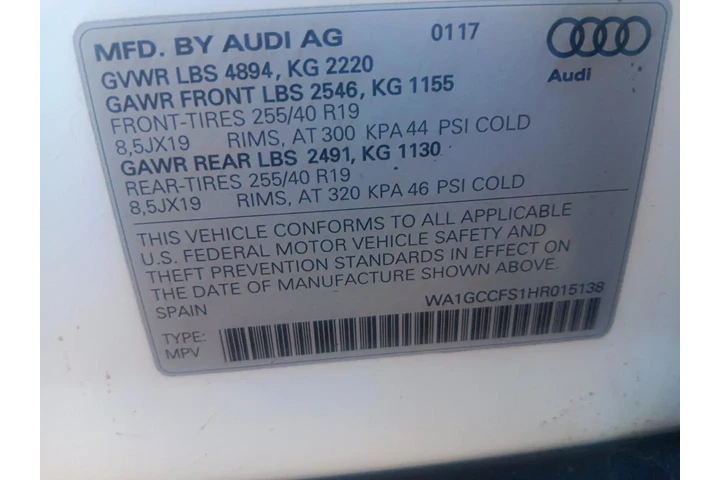 MFD. BY AUDI AG 0117
GVWR LBS 4894, KG 2220
GAWR FRONT LBS 2546, KG 1155
FRONT-TIRES 255/40 R19
8,5JX19 RIMS, AT 300 KPA 44 PSI COLD
GAWR REAR LBS 2491, KG 1130
REAR-TIRES 255/40 R19
8,5JX19 RIMS, AT 320 KPA 46 PSI COLD
Audi
THIS VEHICLE CONFORMS TO ALL APPLICABLE
U.S. FEDERAL MOTOR VEHICLE SAFETY AND
THEFT PREVENTION STANDARDS IN EFFECT ON
THE DATE OF MANUFACTURE SHOWN ABOVE.
SPAIN WA1GCCFS1HR015138
TYPE:
MPV